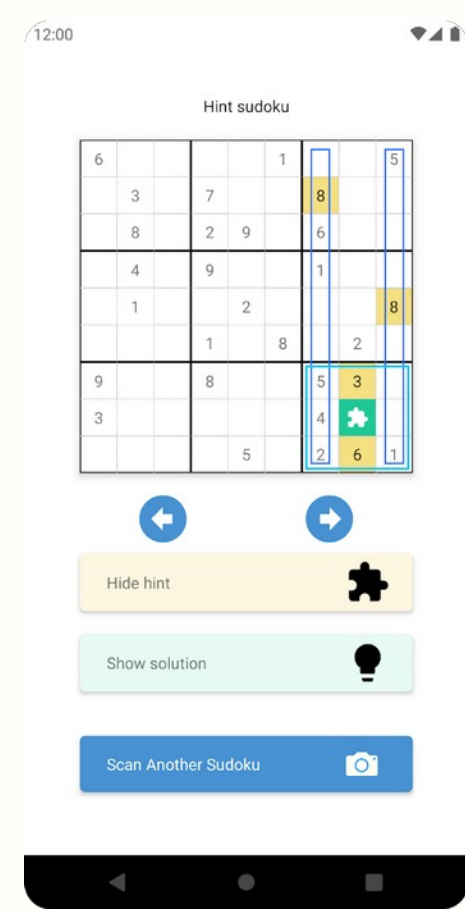 12:00
Hint sudoku
6 1 5
3 7 8
8 2 9 6
4 9 1
1 2 8
1 8 2
9 8 5 3
3 4
5 2 6 1
Hide hint
Show solution
Scan Another Sudoku